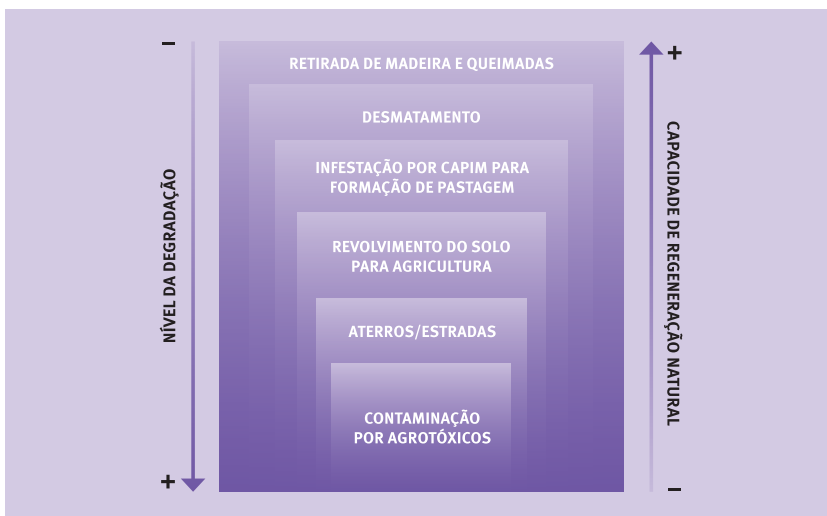 –
+
RETIRADA DE MADEIRA E QUEIMADAS
DESMATAMENTO
INFESTAÇÃO POR CAPIM PARA
FORMAÇÃO DE PASTAGEM
REVOLVIMENTO DO SOLO
PARA AGRICULTURA
ATERROS/ESTRADAS
CONTAMINAÇÃO
POR AGROTÓXICOS
NÍVEL DA DEGRADAÇÃO
CAPACIDADE DE REGENERAÇÃO NATURAL
+
–